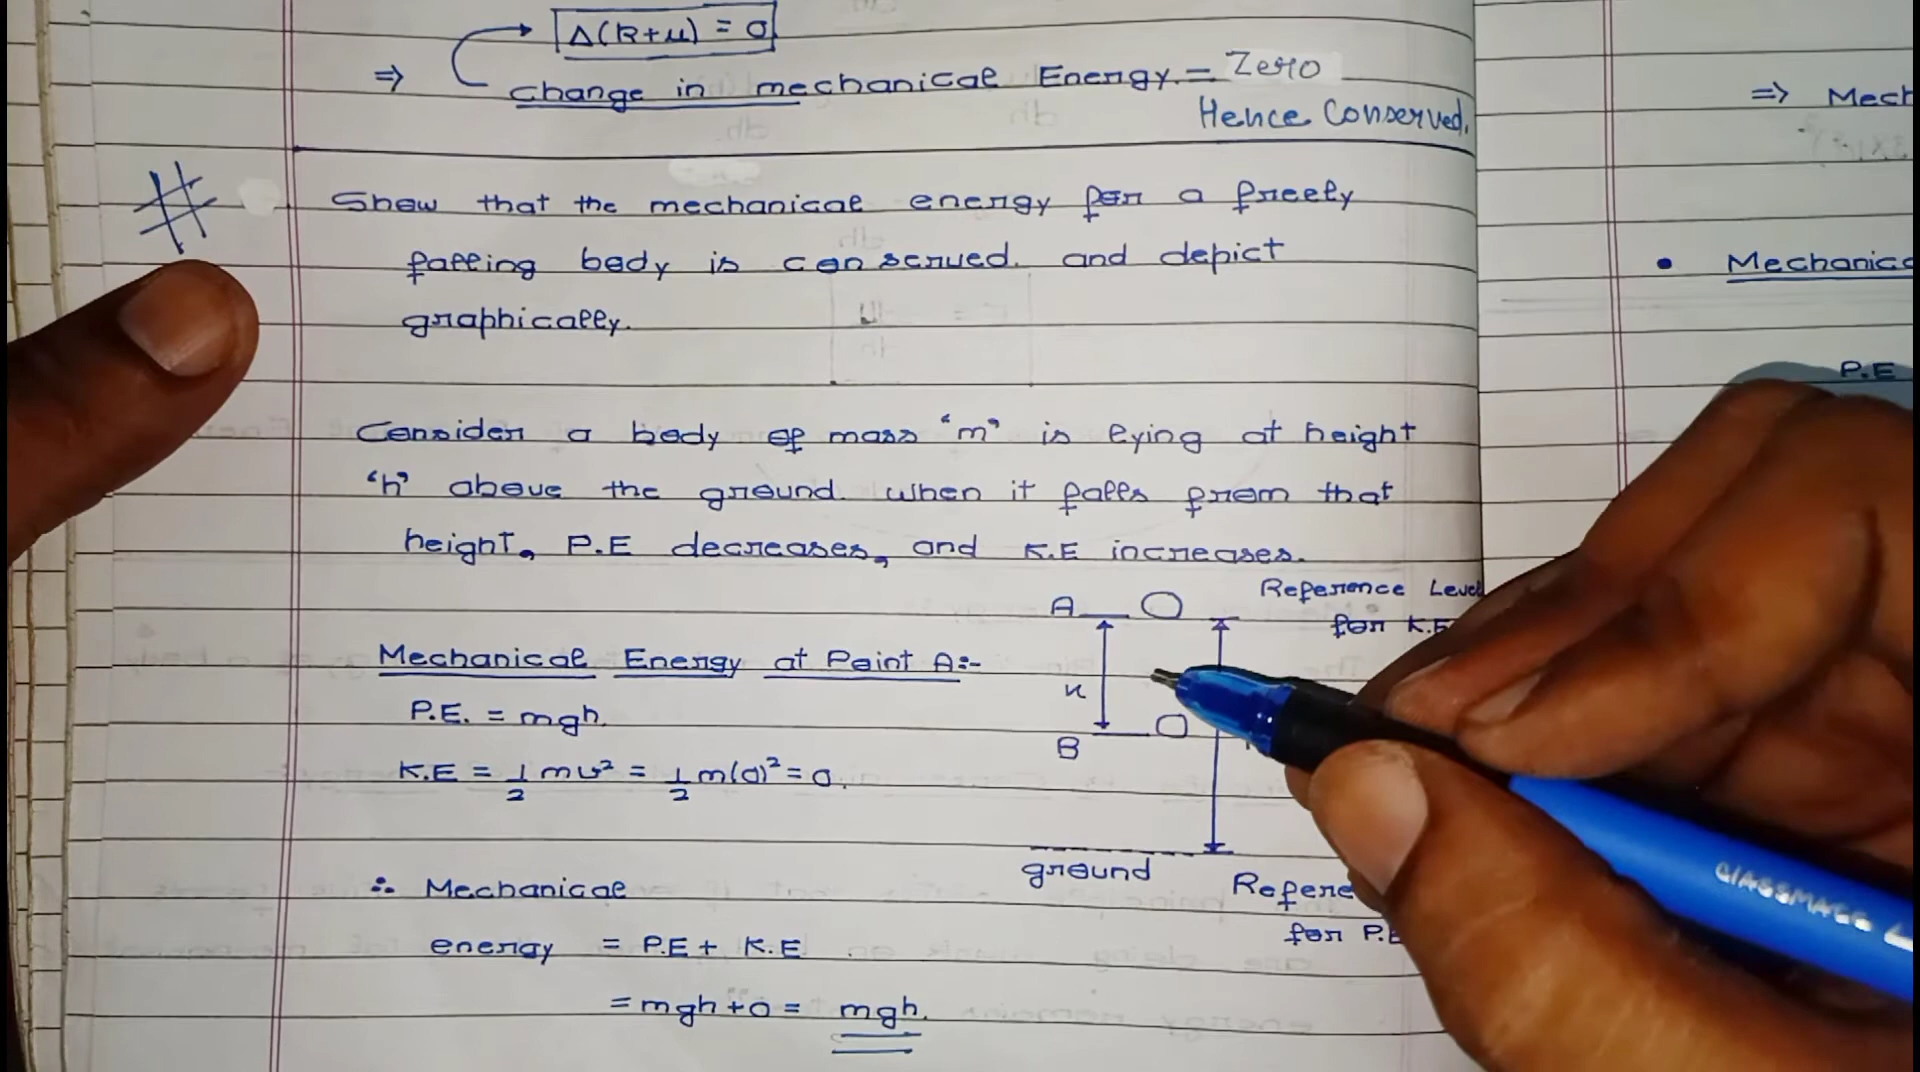 Δ(K+u) = 0
⇒ change in mechanical Energy = Zero
Hence Conserved.
Show that the mechanical energy for a freely
falling body is conserved and depict
graphically.
Consider a body of mass ‘m’ is lying at height
‘h’ above the ground. when it falls from that
height, P.E decreases, and K.E increases.
Mechanical Energy at Point A:-
P.E. = mgh.
K.E = 1/2 mv² = 1/2 m(0)² = 0.
∴ Mechanical
energy = P.E + K.E
= mgh + 0 = mgh.
A
Reference Level
for K.E
x
B
ground
for P.E
⇒
•
P.E